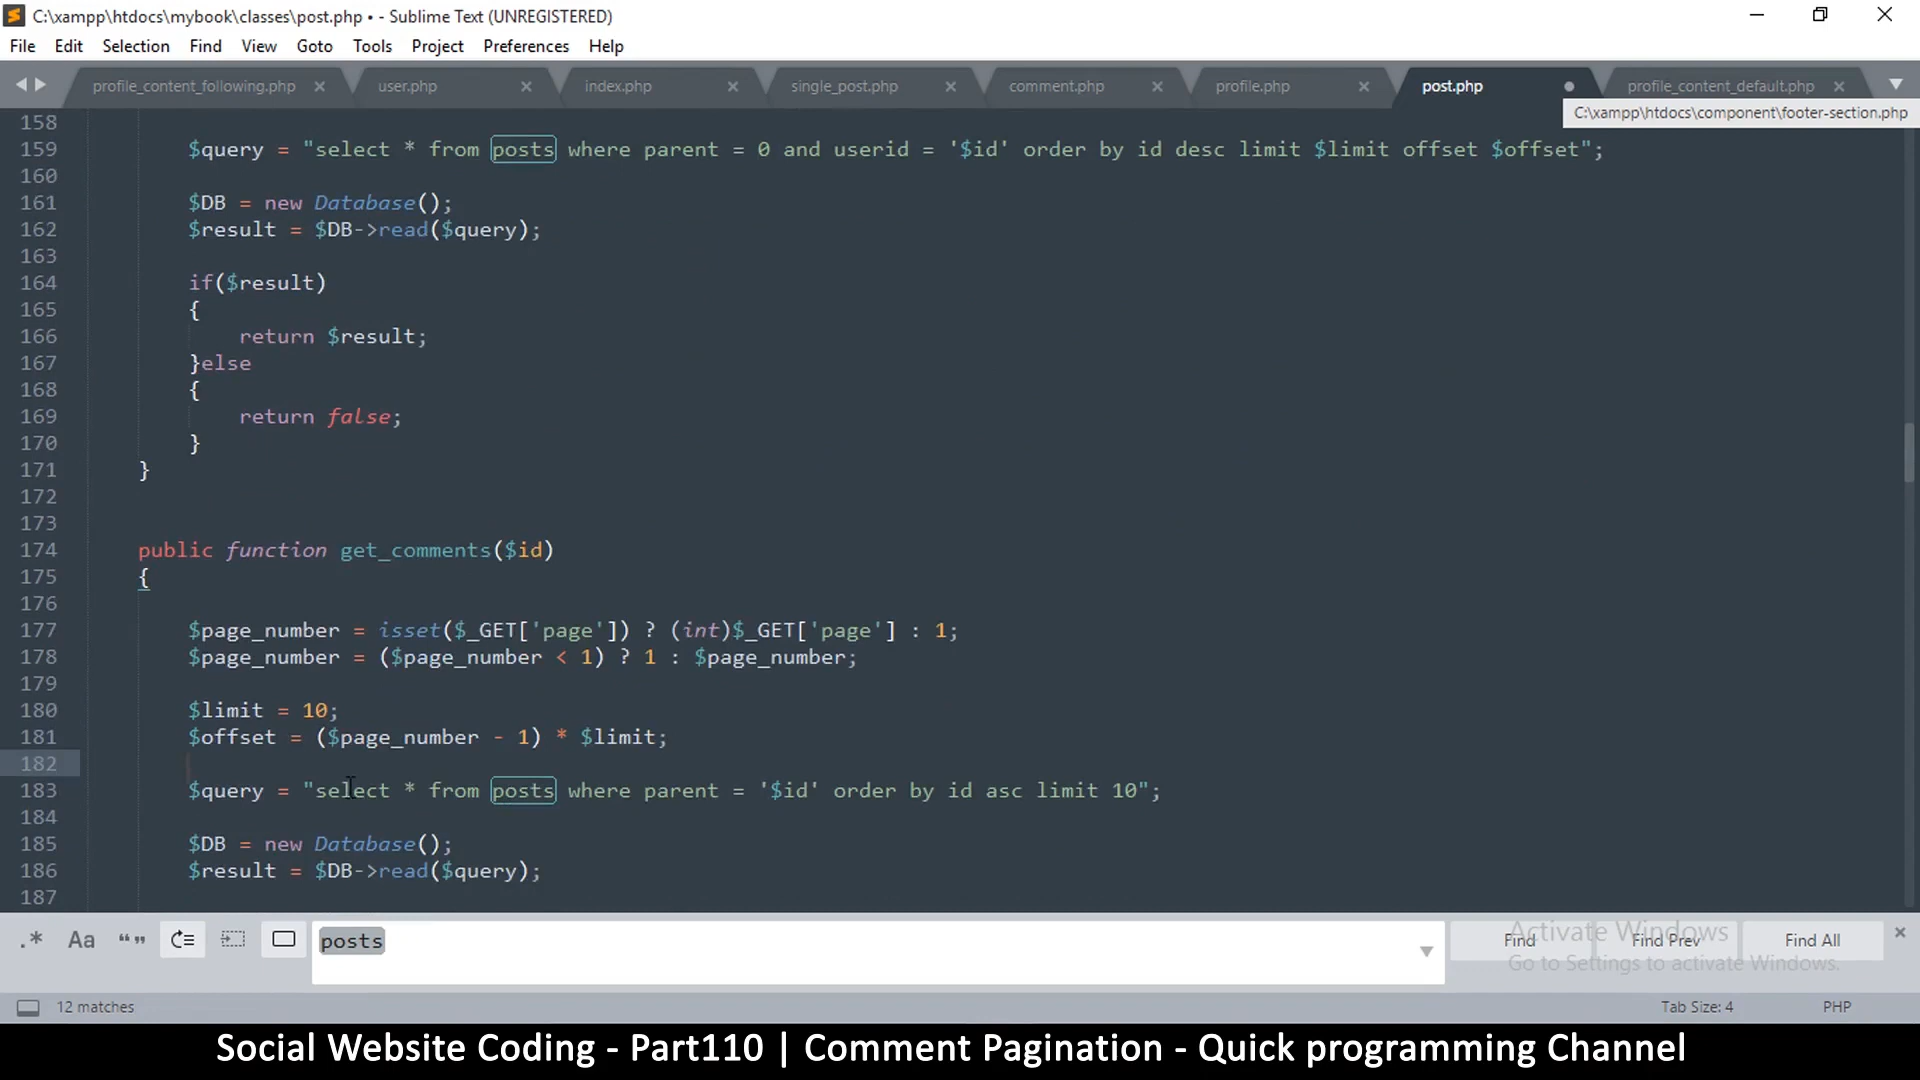 C:\xampp\htdocs\mybook\classes\post.php • - Sublime Text (UNREGISTERED)
File Edit Selection Find View Goto Tools Project Preferences Help
profile_content_following.php user.php index.php single_post.php comment.php profile.php post.php profile_content_default.php
C:\xampp\htdocs\component\footer-section.php
158
159 $query = "select * from posts where parent = 0 and userid = '$id' order by id desc limit $limit offset $offset";
160
161 $DB = new Database();
162 $result = $DB->read($query);
163
164 if($result)
165 {
166 return $result;
167 }else
168 {
169 return false;
170 }
171 }
172
173
174 public function get_comments($id)
175 {
176
177 $page_number = isset($_GET['page']) ? (int)$_GET['page'] : 1;
178 $page_number = ($page_number < 1) ? 1 : $page_number;
179
180 $limit = 10;
181 $offset = ($page_number - 1) * $limit;
182
183 $query = "select * from posts where parent = '$id' order by id asc limit 10";
184
185 $DB = new Database();
186 $result = $DB->read($query);
187
.* Aa “” posts Find Find Prev Find All
Activate Windows
Go to Settings to activate Windows.
12 matches Tab Size: 4 PHP
Social Website Coding - Part110 | Comment Pagination - Quick programming Channel